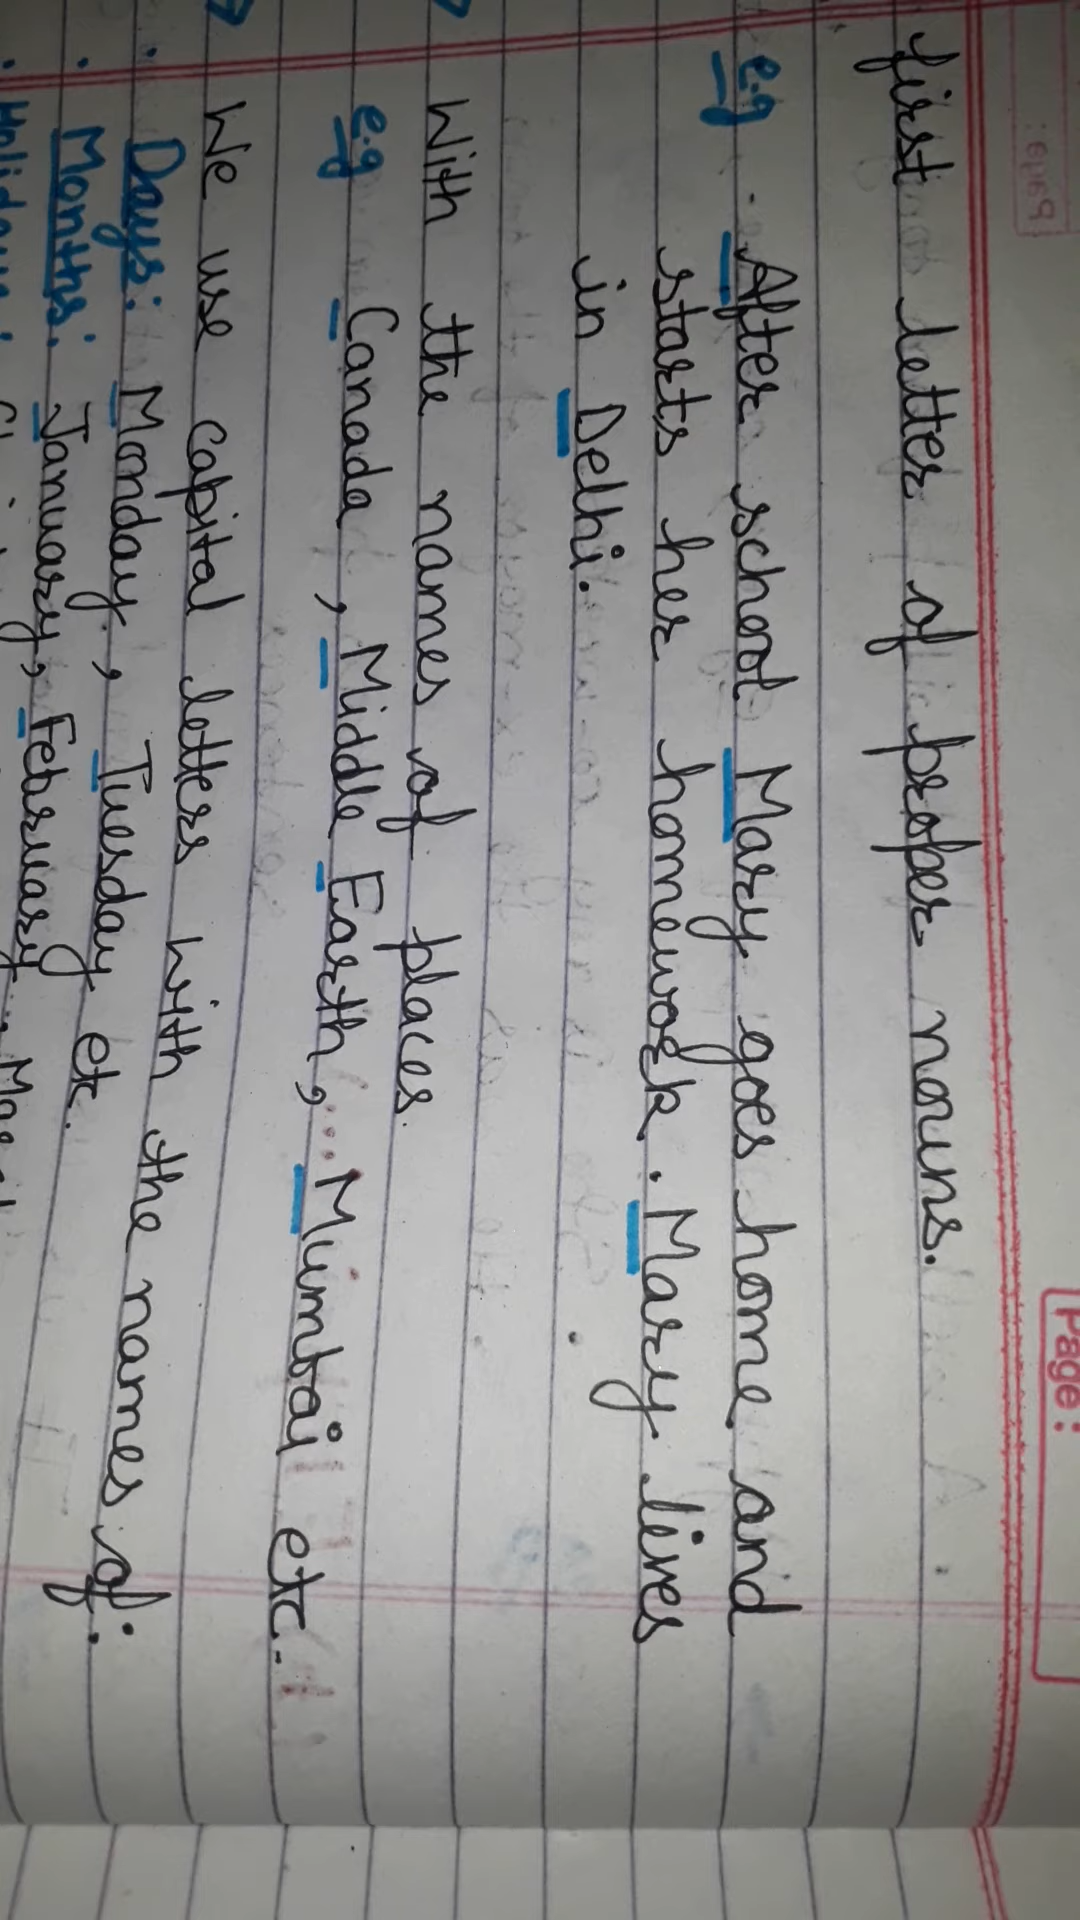 Page:
first letter of proper nouns.
e.g. After school Mary goes home and
starts her homework. Mary lives
in Delhi.
With the names of places.
e.g Canada, Middle Earth, ... Mumbai etc.
We use capital letters with the names of:
Days: Monday, Tuesday etc.
Months: January, February...
Holidays: